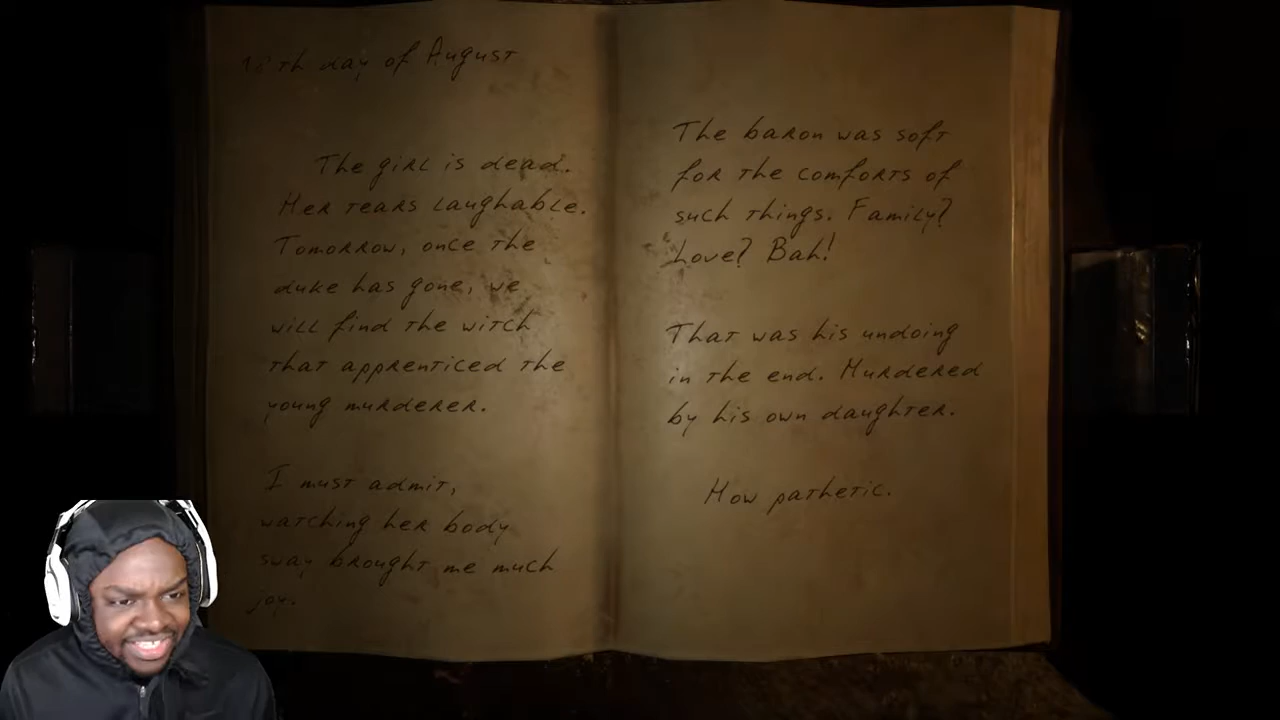 day of August
The girl is dead.
Her tears laughable.
Tomorrow, once the
duke has gone, we
will find the witch
that apprenticed the
young murderer.
I must admit,
watching her body
sway brought me much
joy.
The baron was soft
for the comforts of
such things. Family?
Love? Bah!
That was his undoing
in the end. Murdered
by his own daughter.
How pathetic.